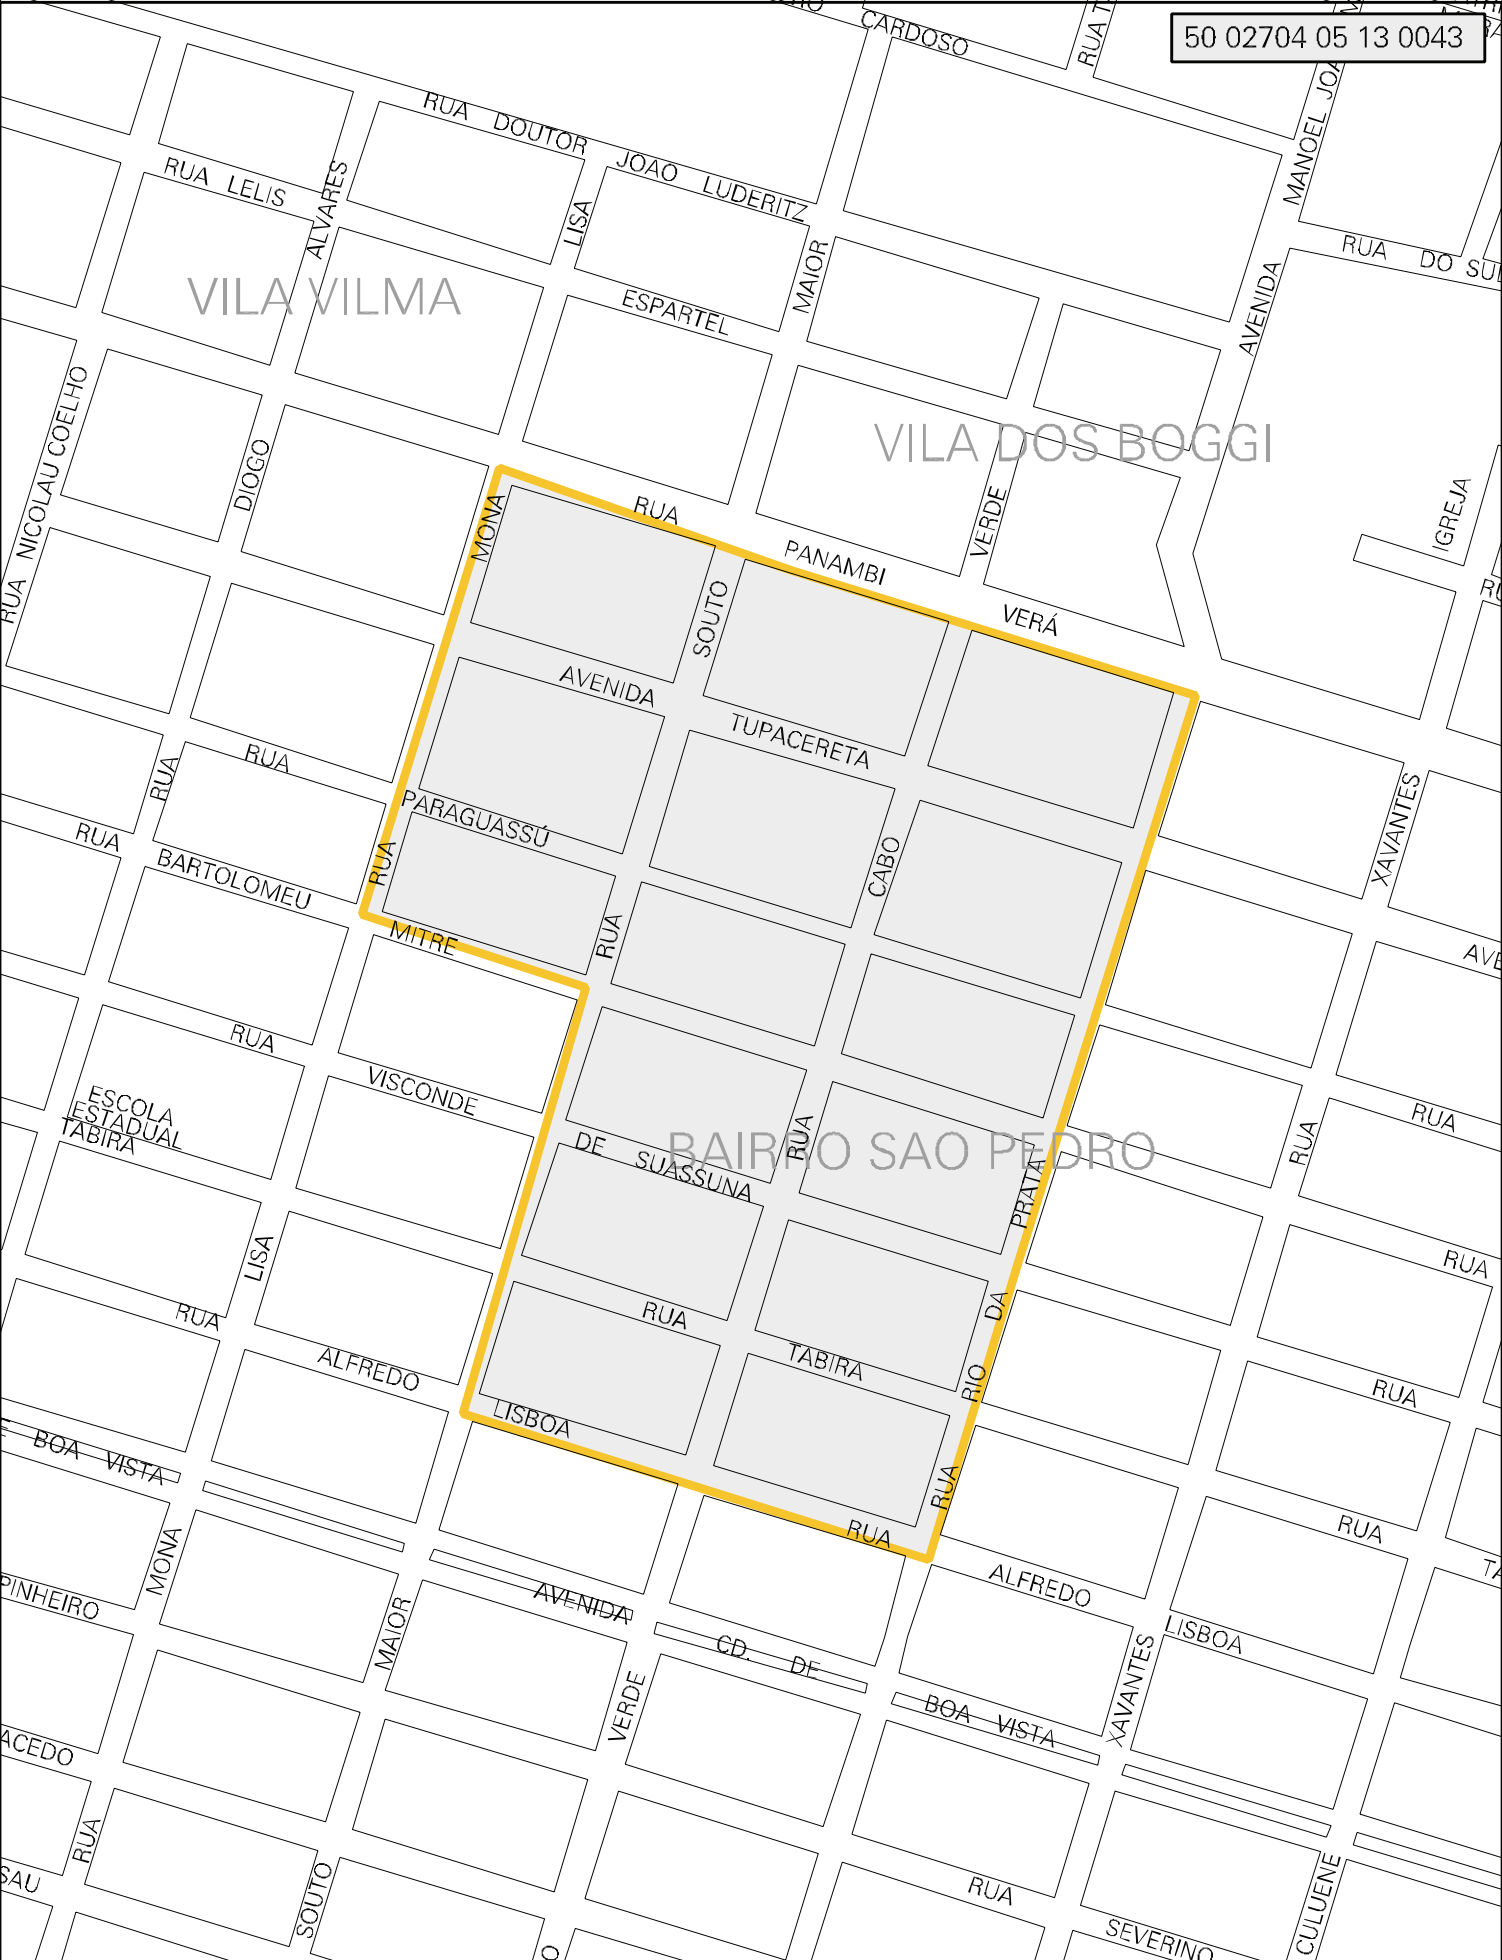 CARDOSO
RUA
50 02704 05 13 0043
RUA DOUTOR JOAO LUDERITZ
MANOEL
RUA LELIS
ALVARES
LISA
MAIOR
RUA DO SUL
AVENIDA
VILA VILMA
ESPARTEL
RUA NICOLAU COELHO
DIOGO
VILA DOS BOGGI
MONA
RUA PANAMBI VERÁ
VERDE
IGREJA
SOUTO
AVENIDA TUPACERETA
RUA
RUA
PARAGUASSÚ
CABO
XAVANTES
RUA BARTOLOMEU MITRE
RUA
RUA
RUA VISCONDE DE SUASSUNA
ESCOLA
ESTADUAL
TABIRA
RUA
BAIRRO SAO PEDRO
PRATA
RUA
RUA
LISA
RUA
RUA ALFREDO LISBOA
RUA TABIRA
DA
RIO
RUA
RUA
BOA VISTA
RUA
RUA
ALFREDO LISBOA
MONA
PINHEIRO
MAIOR
AVENIDA CD. DE BOA VISTA
VERDE
XAVANTES
RUA
SOUTO
RUA SEVERINO
CULUENE